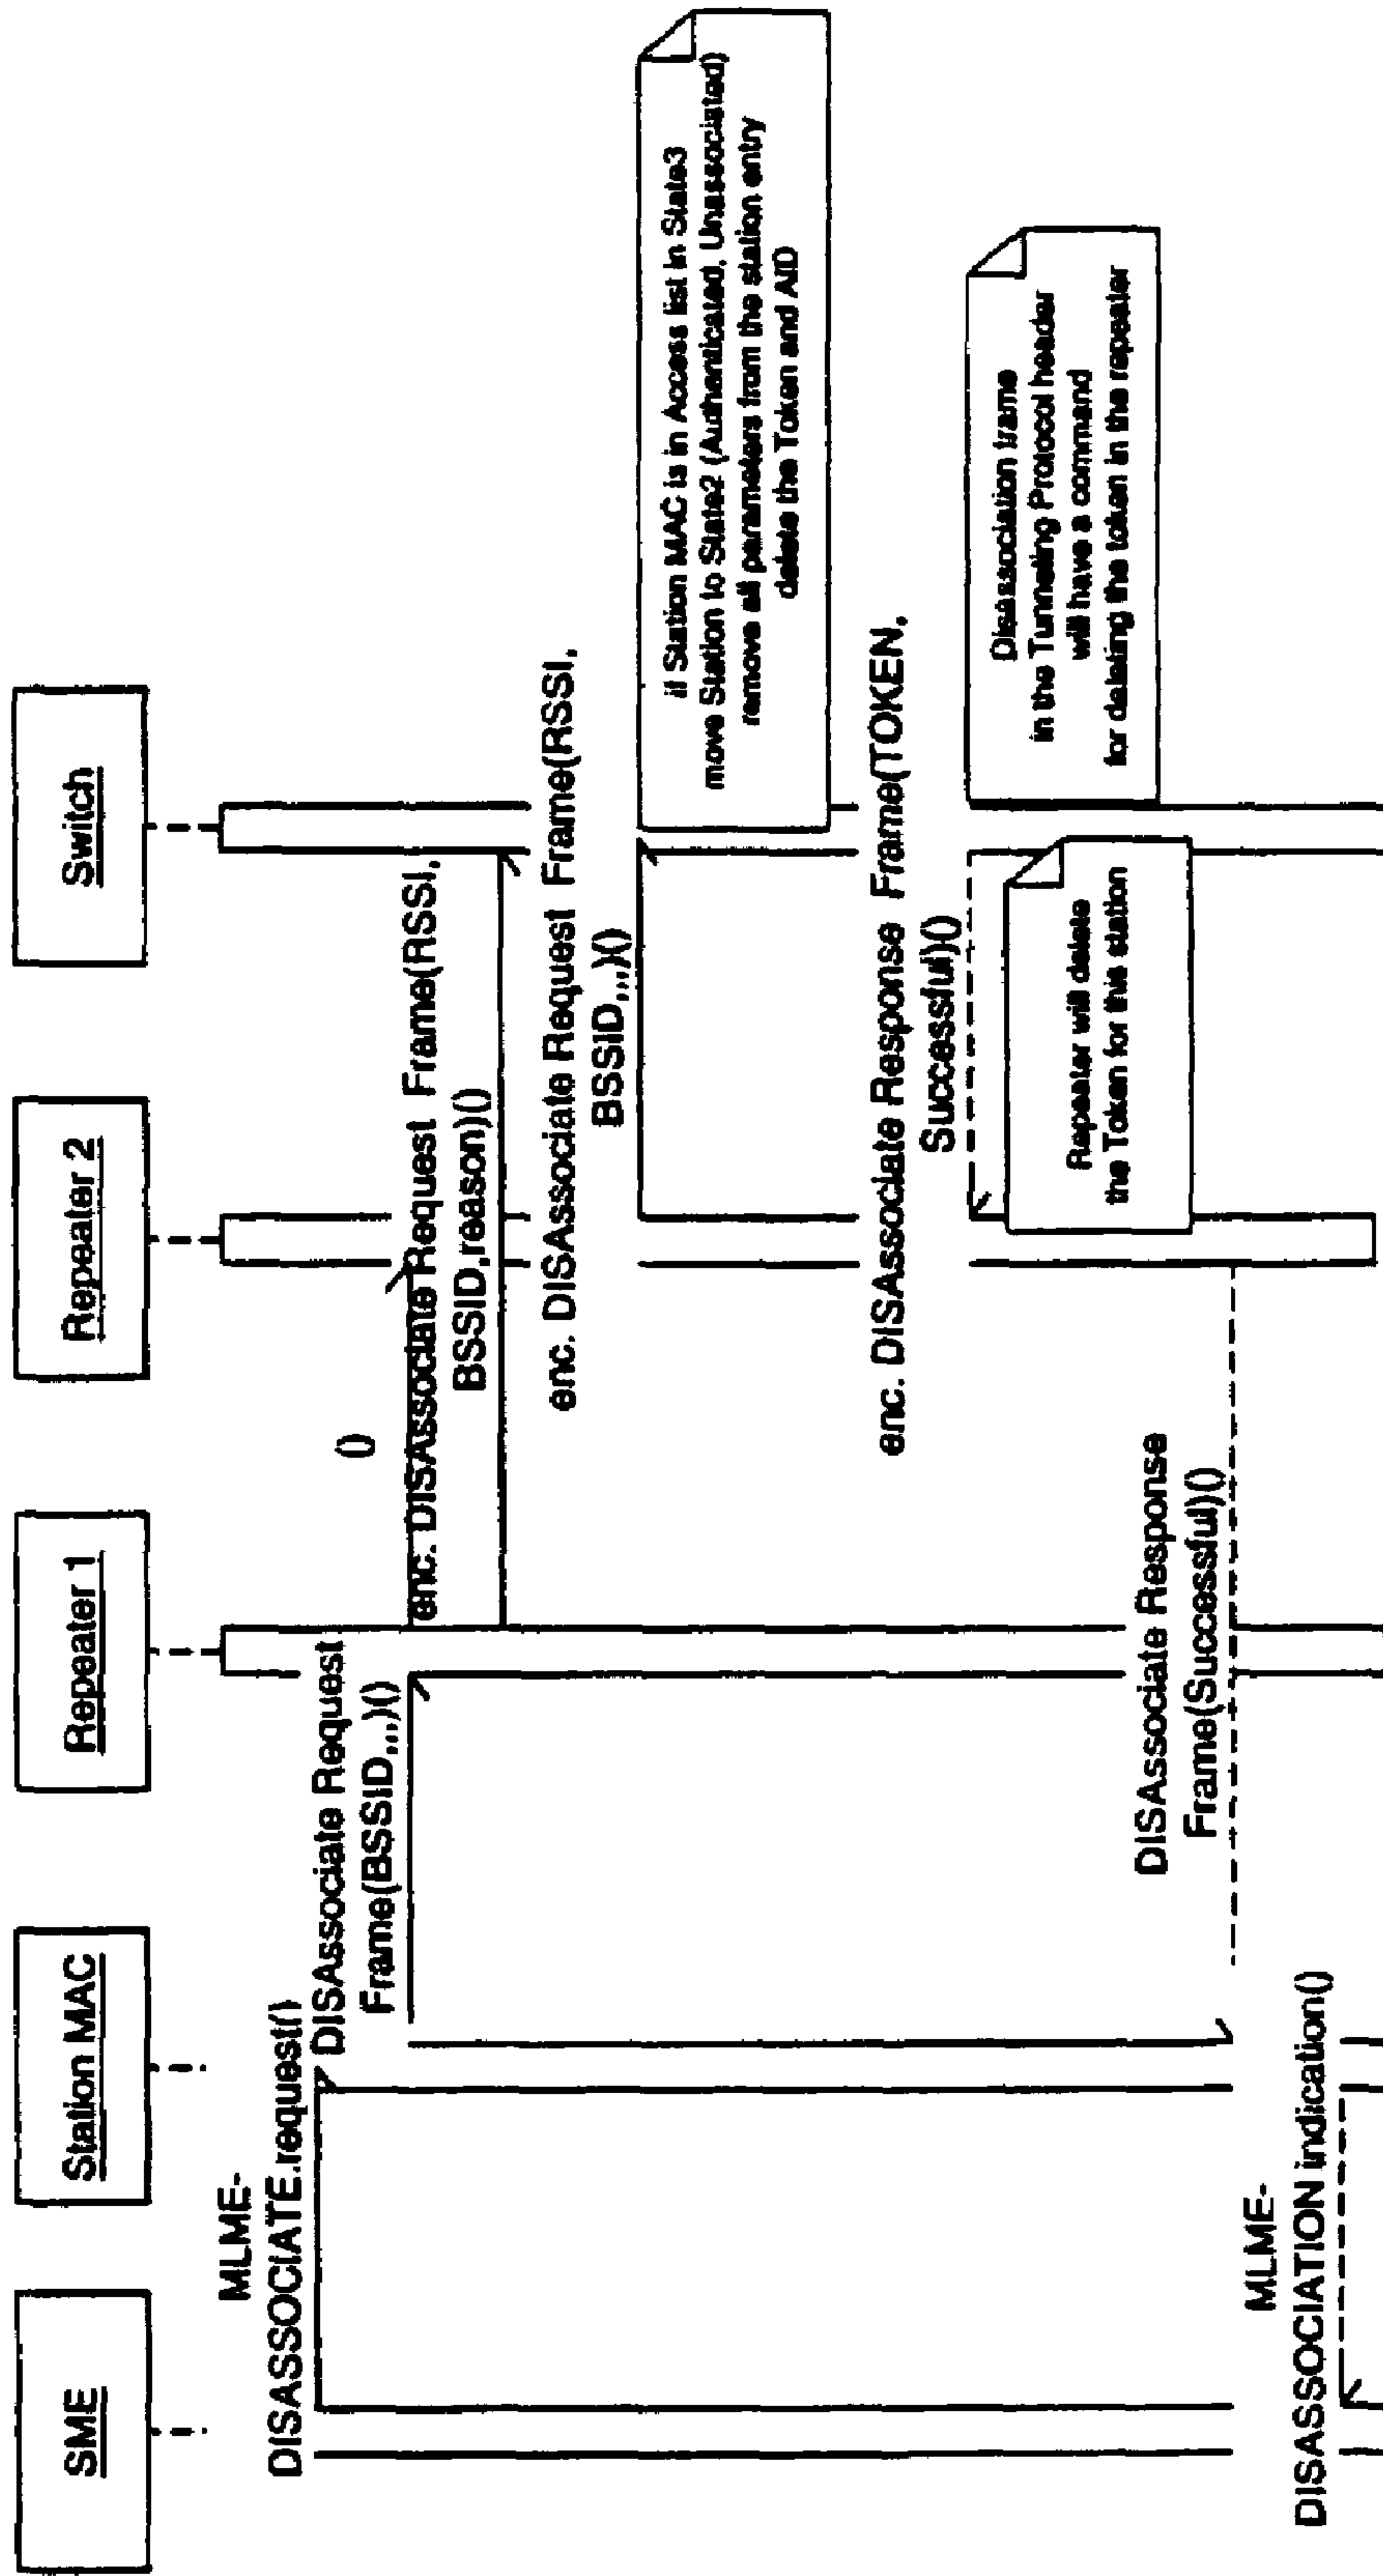 SME
Station MAC
Repeater 1
Repeater 2
Switch
MLME-
DISASSOCIATE.request()
DISAssociate Request
Frame(BSSID,,,)()
()
enc. DISAssociate Request Frame(RSSI,
BSSID,reason)()
enc. DISAssociate Request Frame(RSSI,
BSSID,,,)()
if Station MAC is in Access list in State3
move Station to State2 (Authenticated, Unassociated)
remove all parameters from the station entry
delete the Token and AID
enc. DISAssociate Response Frame(TOKEN,
Successful)()
Disassociation frame
in the Tunneling Protocol header
will have a command
for deleting the token in the repeater
Repeater will delete
the Token for this station
DISAssociate Response
Frame(Successful)()
MLME-
DISASSOCIATION indication()